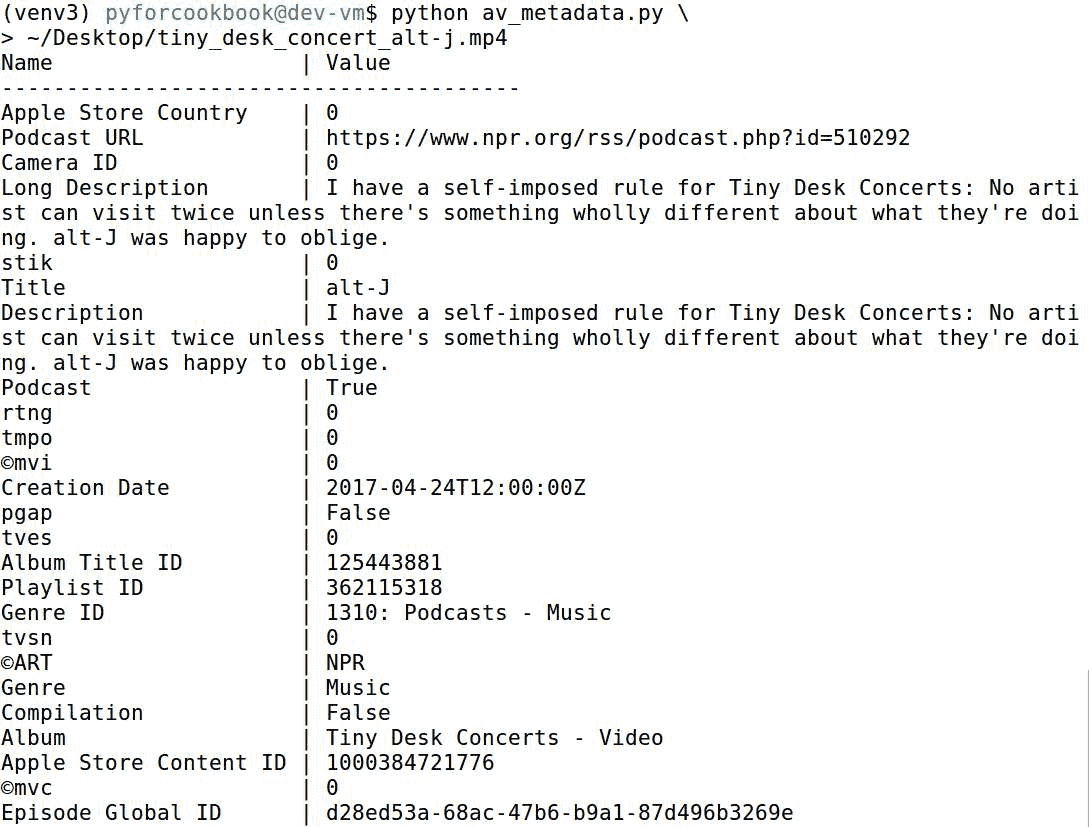 (venv3) pyforcookbook@dev-vm$ python av_metadata.py \
> ~/Desktop/tiny_desk_concert_alt-j.mp4
Name                   | Value
----------------------------------------
Apple Store Country    | 0
Podcast URL            | https://www.npr.org/rss/podcast.php?id=510292
Camera ID              | 0
Long Description       | I have a self-imposed rule for Tiny Desk Concerts: No arti
st can visit twice unless there's something wholly different about what they're doi
ng. alt-J was happy to oblige.
stik                   | 0
Title                  | alt-J
Description            | I have a self-imposed rule for Tiny Desk Concerts: No arti
st can visit twice unless there's something wholly different about what they're doi
ng. alt-J was happy to oblige.
Podcast                | True
rtng                   | 0
tmpo                   | 0
©mvi                   | 0
Creation Date          | 2017-04-24T12:00:00Z
pgap                   | False
tves                   | 0
Album Title ID         | 125443881
Playlist ID            | 362115318
Genre ID               | 1310: Podcasts - Music
tvsn                   | 0
©ART                   | NPR
Genre                  | Music
Compilation            | False
Album                  | Tiny Desk Concerts - Video
Apple Store Content ID | 1000384721776
©mvc                   | 0
Episode Global ID      | d28ed53a-68ac-47b6-b9a1-87d496b3269e